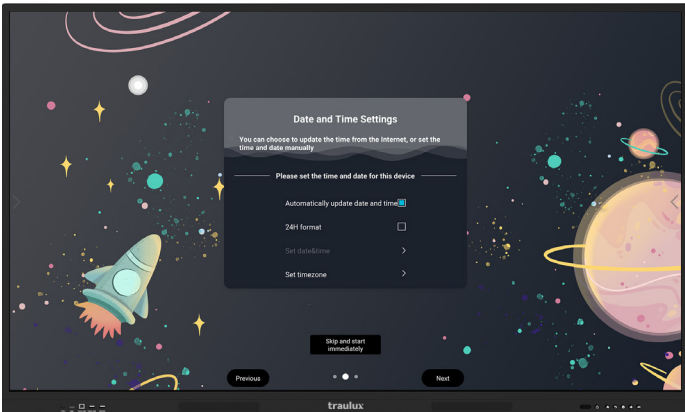 Date and Time Settings
You can choose to update the time from the Internet, or set the
time and date manually
Please set the time and date for this device
Automatically update date and time
24H format
Set date&time
Set timezone
Skip and start
immediately
Previous
Next
traulux